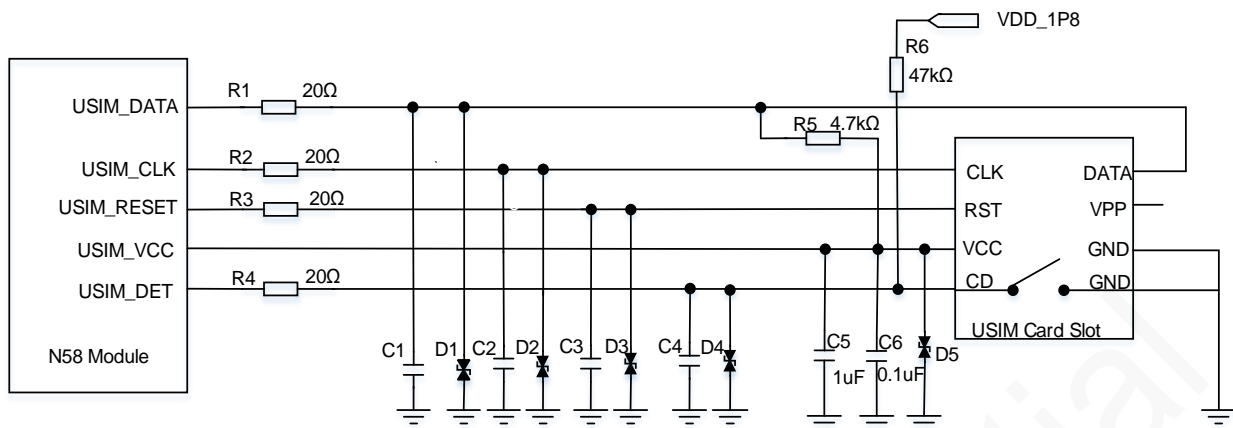 VDD_1P8
R6
47kΩ
R1 20Ω
USIM_DATA
R5 4.7kΩ
R2 20Ω
USIM_CLK
CLK DATA
R3 20Ω
USIM_RESET
RST VPP
USIM_VCC
VCC GND
R4 20Ω
USIM_DET
CD GND
USIM Card Slot
N58 Module
C1 D1 C2 D2 C3 D3 C4 D4 C5 C6 D5
1uF 0.1uF